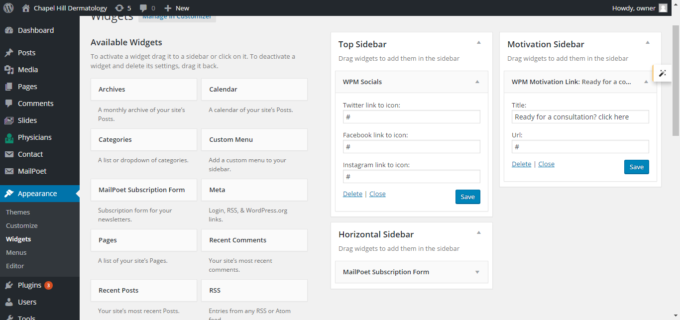 Chapel Hill Dermatology
5
0
New
Howdy, owner
Widgets
Manage in Customizer
Dashboard
Posts
Media
Pages
Comments
Slides
Physicians
Contact
MailPoet
Appearance
Themes
Customize
Widgets
Menus
Editor
Plugins 3
Users
Tools
Available Widgets
To activate a widget drag it to a sidebar or click on it. To deactivate a
widget and delete its settings, drag it back.
Archives
A monthly archive of your site's
Posts.
Calendar
A calendar of your site's Posts.
Categories
A list or dropdown of categories.
Custom Menu
Add a custom menu to your
sidebar.
MailPoet Subscription Form
Subscription form for your
newsletters.
Meta
Login, RSS, & WordPress.org
links.
Pages
A list of your site's Pages.
Recent Comments
Your site's most recent
comments.
Recent Posts
Your site's most recent Posts.
RSS
Entries from any RSS or Atom
feed.
Top Sidebar
Drag widgets to add them in the sidebar
WPM Socials
Twitter link to icon:
#
Facebook link to icon:
#
Instagram link to icon:
#
Delete | Close
Save
Horizontal Sidebar
Drag widgets to add them in the sidebar
MailPoet Subscription Form
Motivation Sidebar
Drag widgets to add them in the sidebar
WPM Motivation Link: Ready for a co...
Title:
Ready for a consultation? click here
Url:
#
Delete | Close
Save